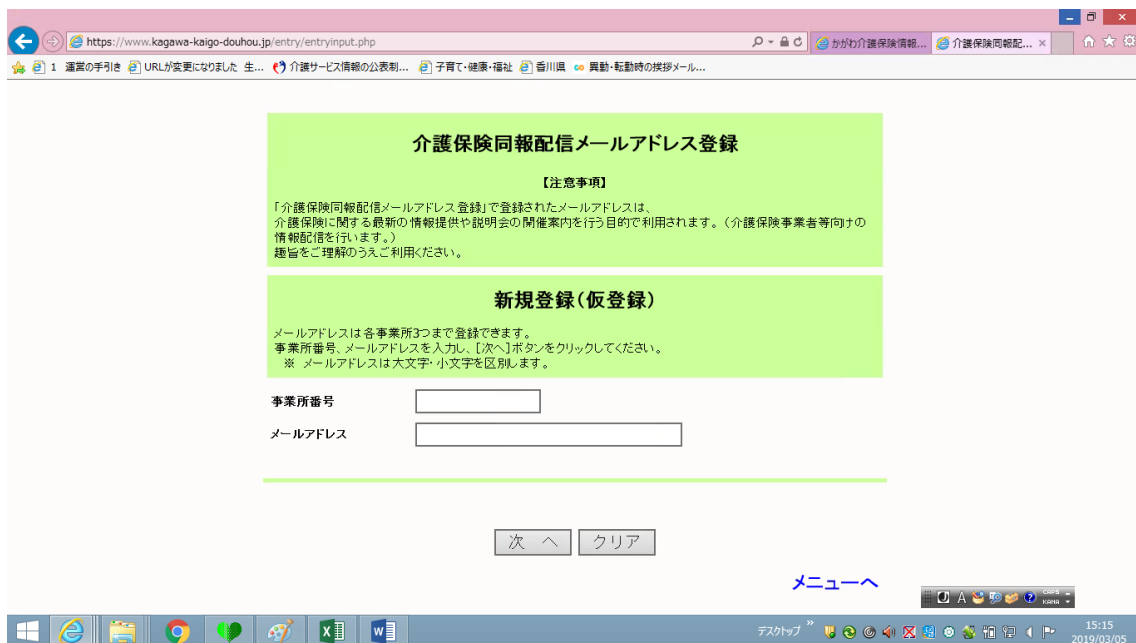 https://www.kagawa-kaigo-douhou.jp/entry/entryinput.php
かがわ介護保険情報...
介護保険同報配...
1 運営の手引き
URLが変更になりました 生...
介護サービス情報の公表制...
子育て・健康・福祉
香川県
異動・転勤時の挨拶メール...
介護保険同報配信メールアドレス登録
【注意事項】
「介護保険同報配信メールアドレス登録」で登録されたメールアドレスは、
介護保険に関する最新の情報提供や説明会の開催案内を行う目的で利用されます。（介護保険事業者等向けの
情報配信を行います。）
趣旨をご理解のうえご利用ください。
新規登録（仮登録）
メールアドレスは各事業所3つまで登録できます。
事業所番号、メールアドレスを入力し、［次へ］ボタンをクリックしてください。
※ メールアドレスは大文字・小文字を区別します。
事業所番号
メールアドレス
次 へ
クリア
メニューへ
A
CAPS
KANA
デスクトップ
15:15
2019/03/05